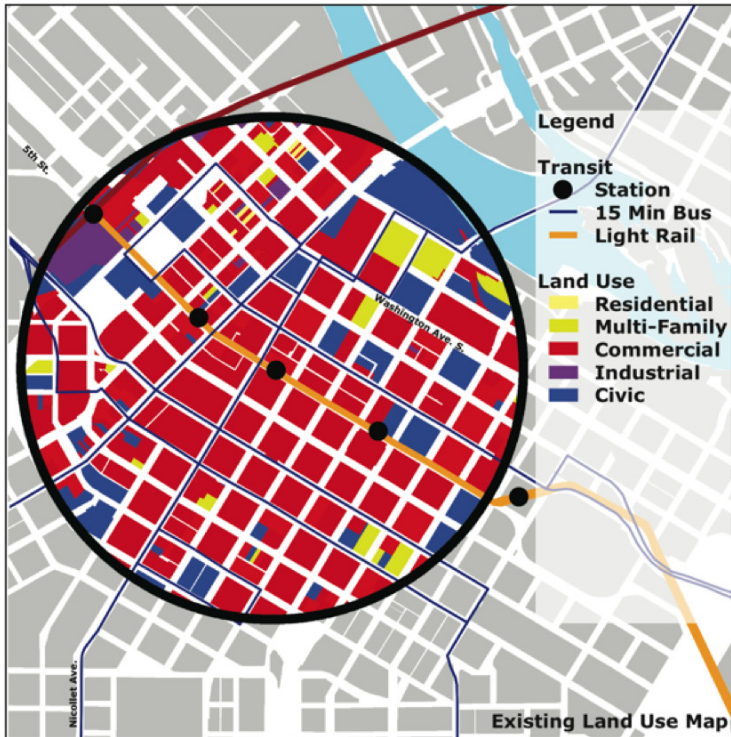 5th St.
Legend
Transit
Station
15 Min Bus
Light Rail
Land Use
Residential
Multi-Family
Commercial
Industrial
Civic
Washington Ave. S.
Nicollet Ave.
Existing Land Use Map